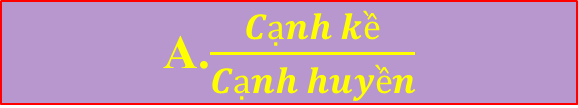 A. Cạnh kề / Cạnh huyền